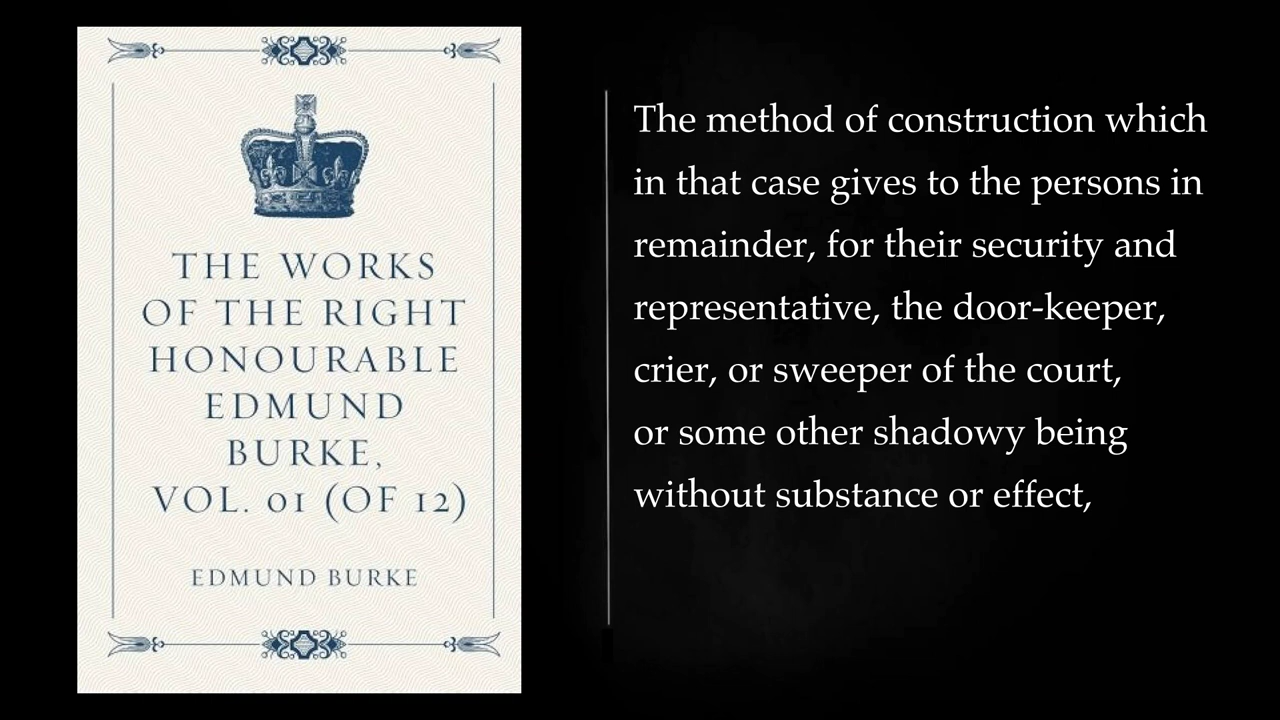 THE WORKS
OF THE RIGHT
HONOURABLE
EDMUND
BURKE,
VOL. 01 (OF 12)
EDMUND BURKE
The method of construction which
in that case gives to the persons in
remainder, for their security and
representative, the door-keeper,
crier, or sweeper of the court,
or some other shadowy being
without substance or effect,